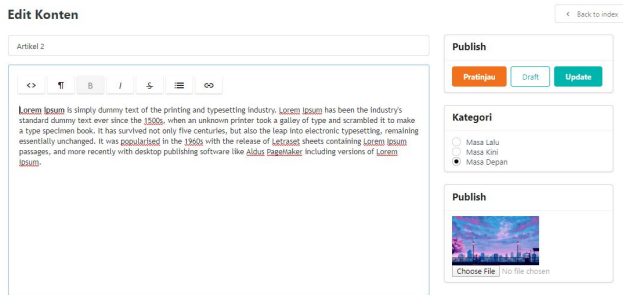 Edit Konten
< Back to index
Artikel 2
<> ¶ B I S
Lorem Ipsum is simply dummy text of the printing and typesetting industry. Lorem Ipsum has been the industry's
standard dummy text ever since the 1500s, when an unknown printer took a galley of type and scrambled it to make
a type specimen book. It has survived not only five centuries, but also the leap into electronic typesetting, remaining
essentially unchanged. It was popularised in the 1960s with the release of Letraset sheets containing Lorem Ipsum
passages, and more recently with desktop publishing software like Aldus PageMaker including versions of Lorem
Ipsum.
Publish
Pratinjau Draft Update
Kategori
Masa Lalu
Masa Kini
Masa Depan
Publish
Choose File No file chosen